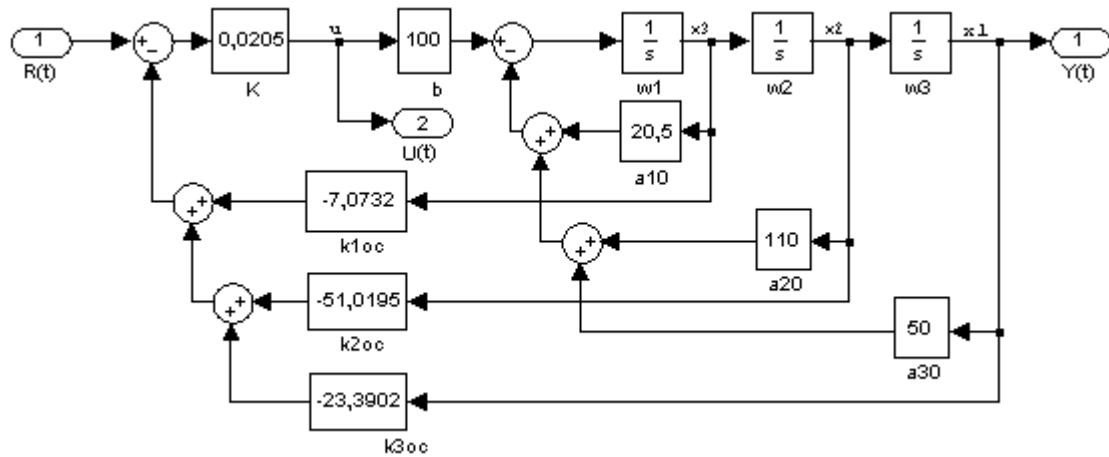 1
R(t)
+
−
0,0205
K
u
100
b
+
−
1
s
w1
x3
1
s
w2
x2
1
s
w3
x1
1
Y(t)
2
U(t)
+
+
20,5
a10
+
+
-7,0732
k1oc
+
+
110
a20
+
+
-51,0195
k2oc
50
a30
-23,3902
k3oc